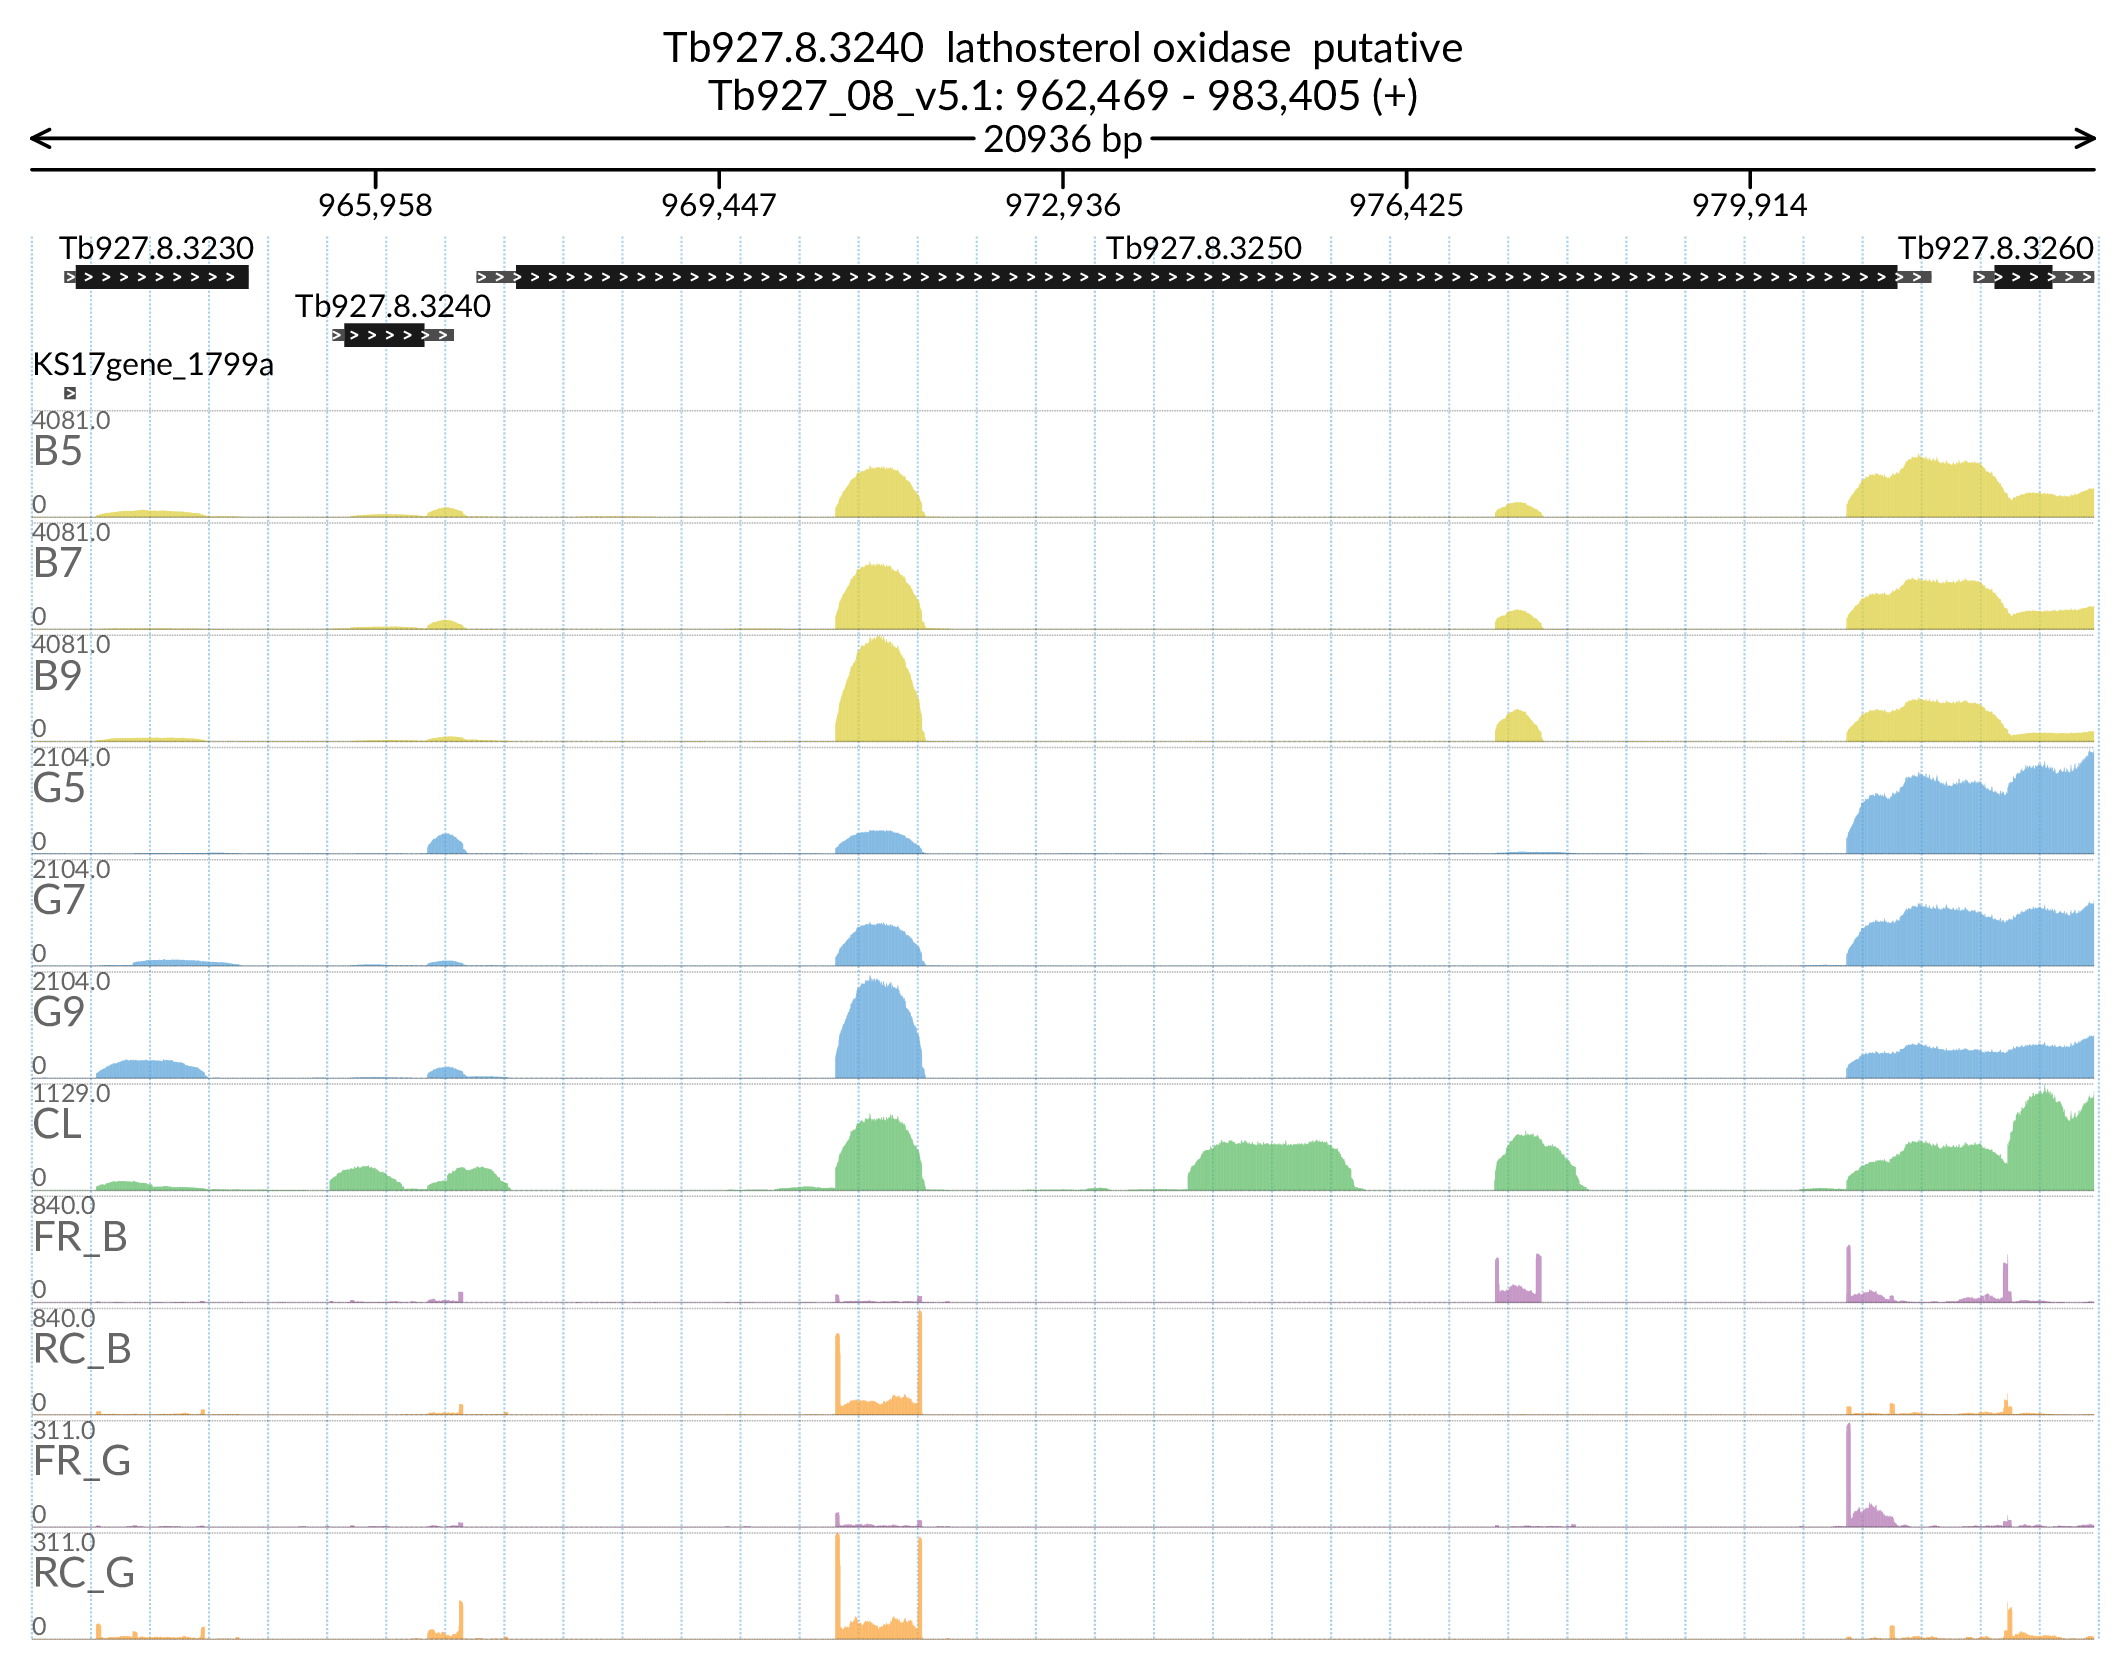 Tb927.8.3240  lathosterol oxidase  putative
Tb927_08_v5.1: 962,469 - 983,405 (+)
20936 bp
965,958 969,447 972,936 976,425 979,914
Tb927.8.3230 Tb927.8.3250 Tb927.8.3260
Tb927.8.3240
KS17gene_1799a
4081.0
B5
0
4081.0
B7
0
4081.0
B9
0
2104.0
G5
0
2104.0
G7
0
2104.0
G9
0
1129.0
CL
0
840.0
FR_B
0
840.0
RC_B
0
311.0
FR_G
0
311.0
RC_G
0